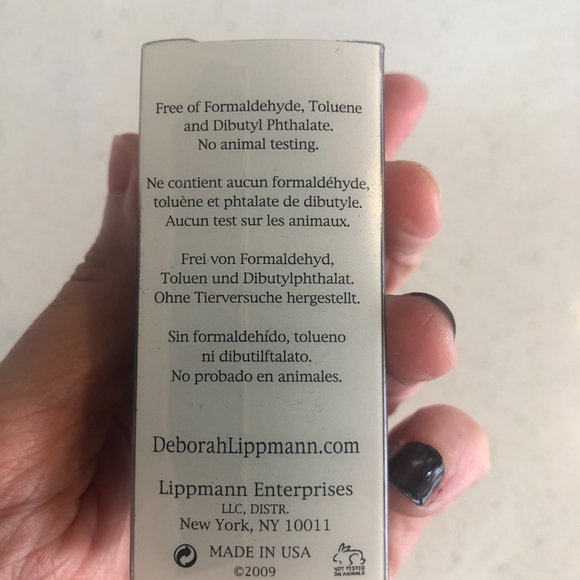 Free of Formaldehyde, Toluene
and Dibutyl Phthalate.
No animal testing.
Ne contient aucun formaldéhyde,
toluène et phtalate de dibutyle.
Aucun test sur les animaux.
Frei von Formaldehyd,
Toluen und Dibutylphthalat.
Ohne Tierversuche hergestellt.
Sin formaldehído, tolueno
ni dibutilftalato.
No probado en animales.
DeborahLippmann.com
Lippmann Enterprises
LLC, DISTR.
New York, NY 10011
MADE IN USA
©2009
NOT TESTED
ON ANIMALS